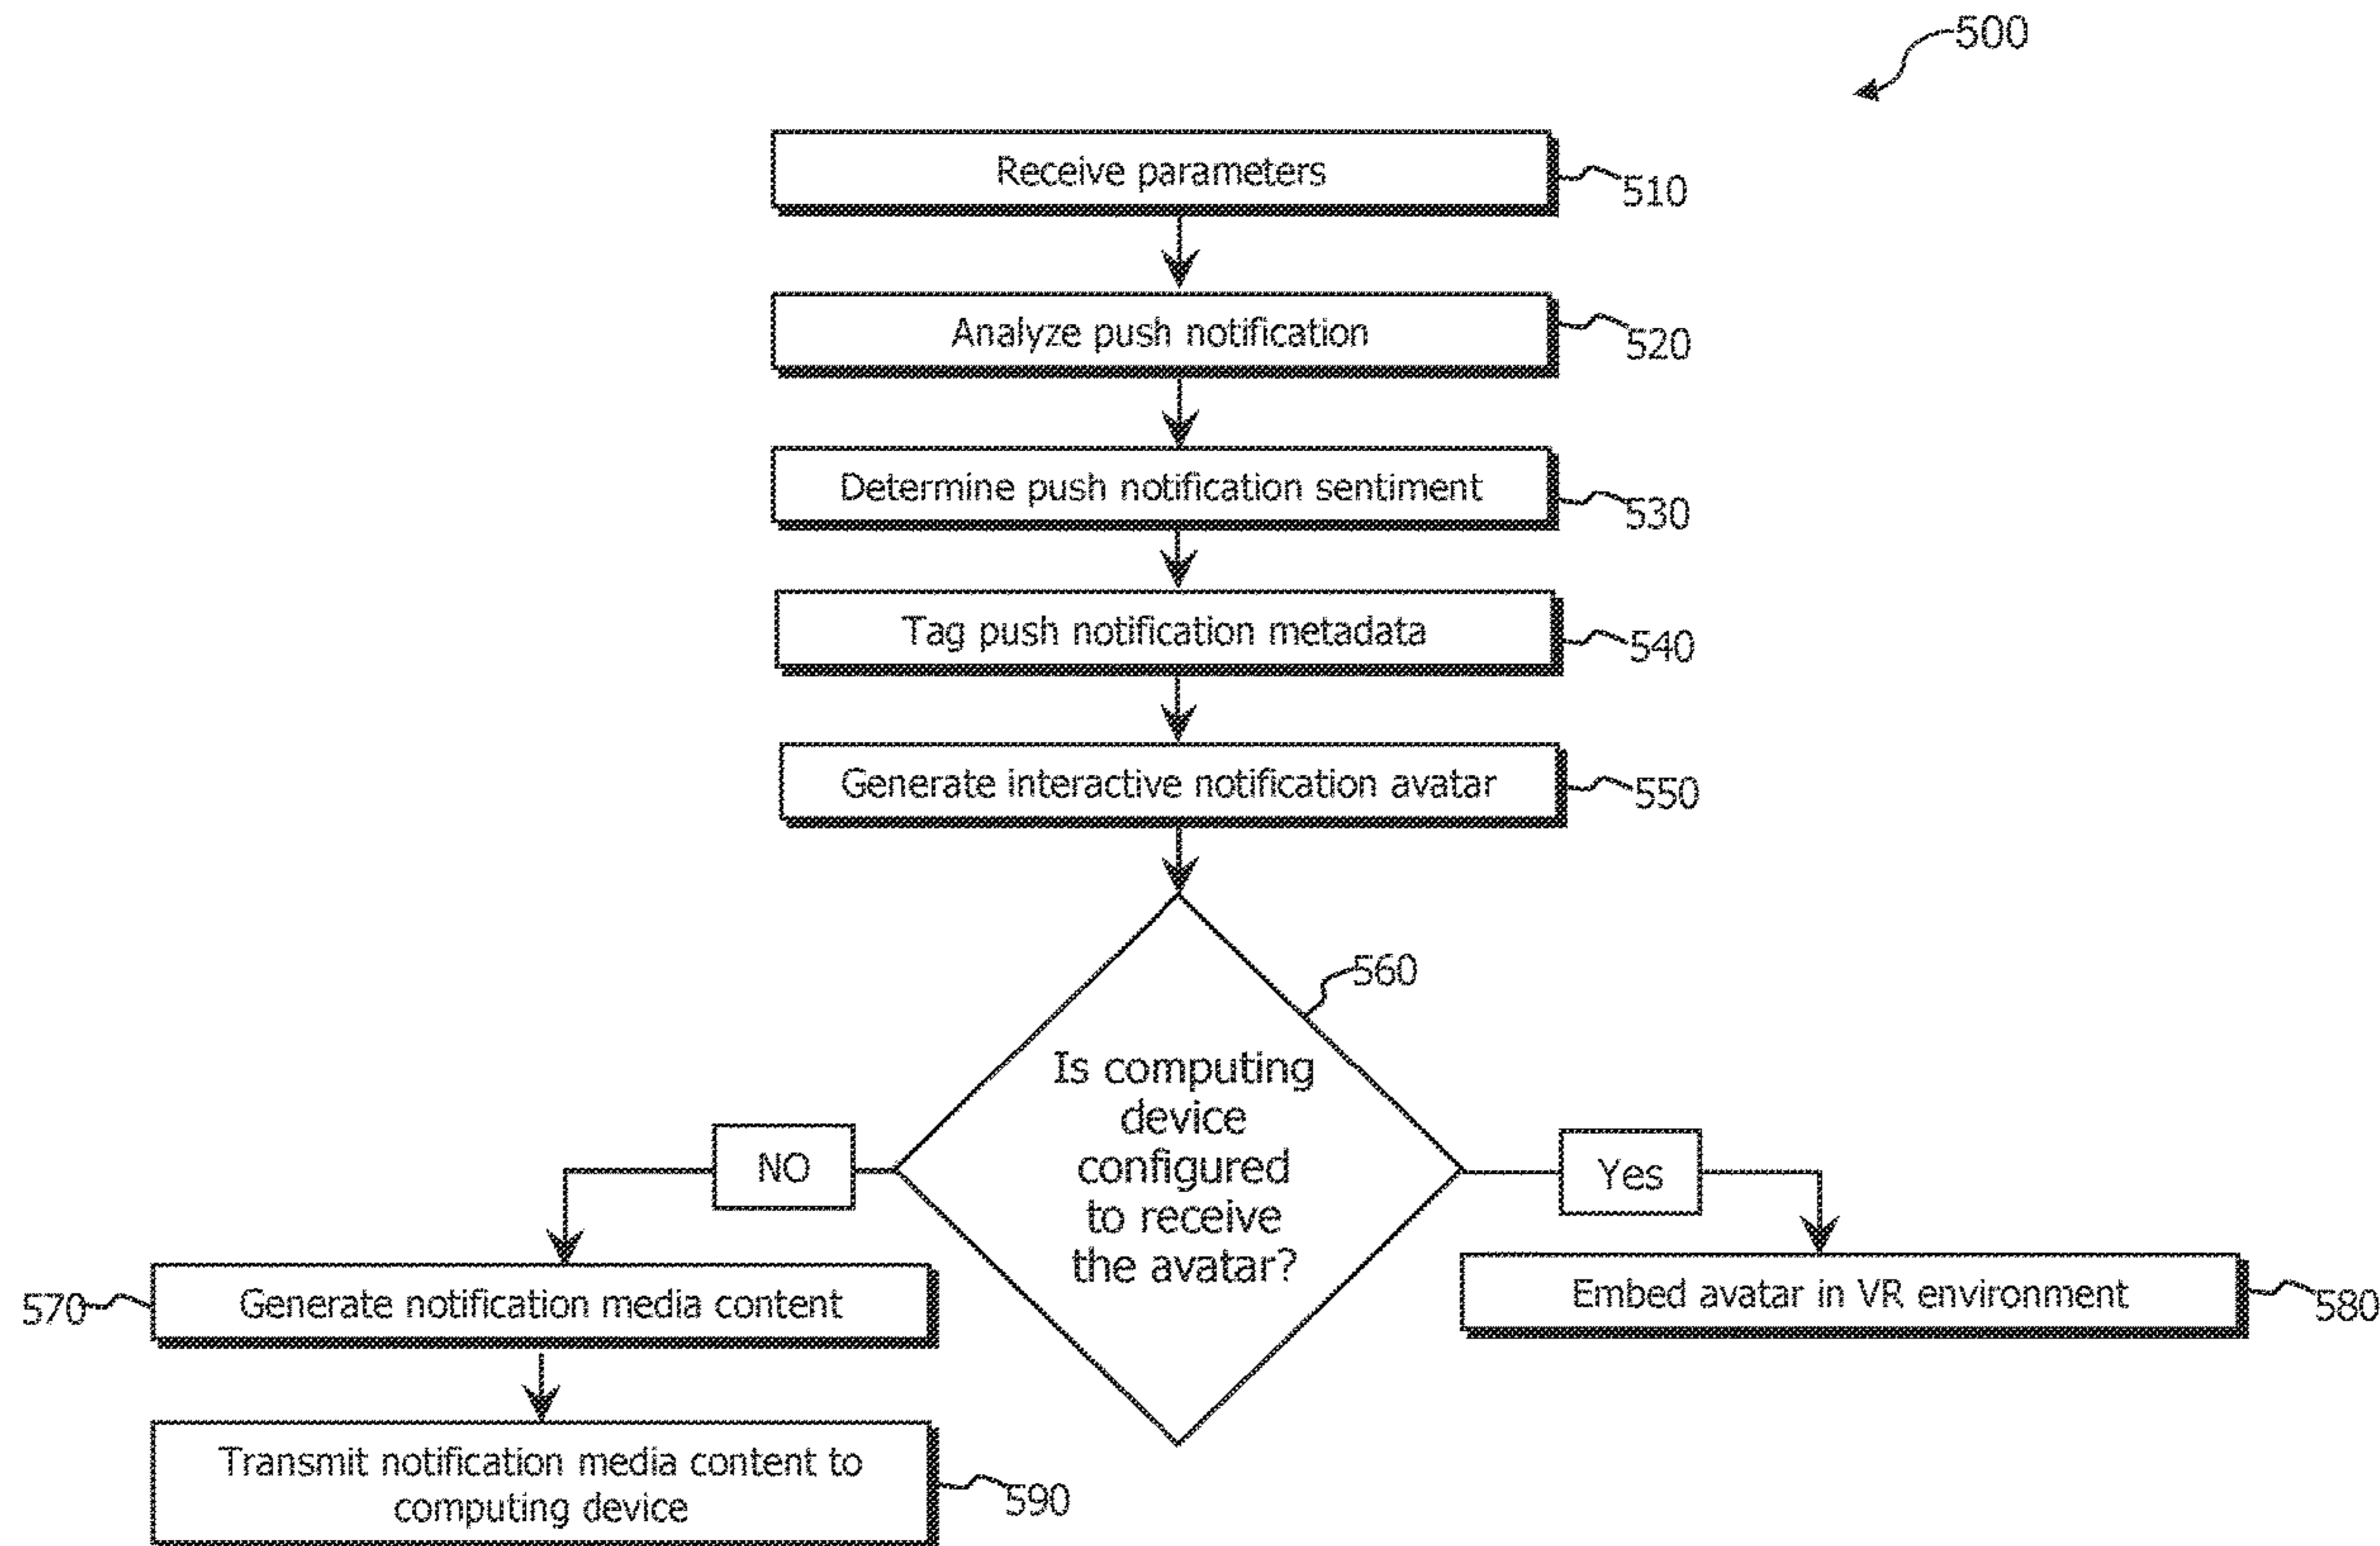 500
Receive parameters
510
Analyze push notification
520
Determine push notification sentiment
530
Tag push notification metadata
540
Generate interactive notification avatar
550
560
Is computing
device
configured
to receive
the avatar?
NO
Yes
570
Generate notification media content
Embed avatar in VR environment
580
Transmit notification media content to
computing device
590